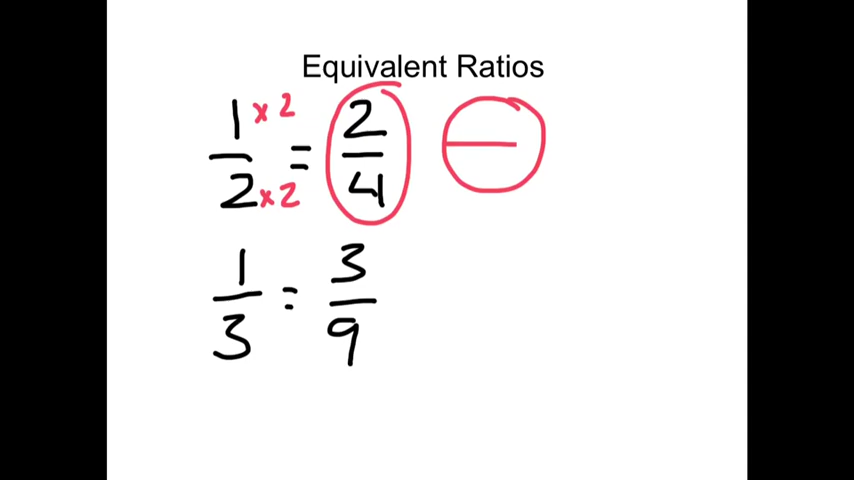 Equivalent Ratios
1 × 2 = 2
2 × 2 4
1 = 3
3 9